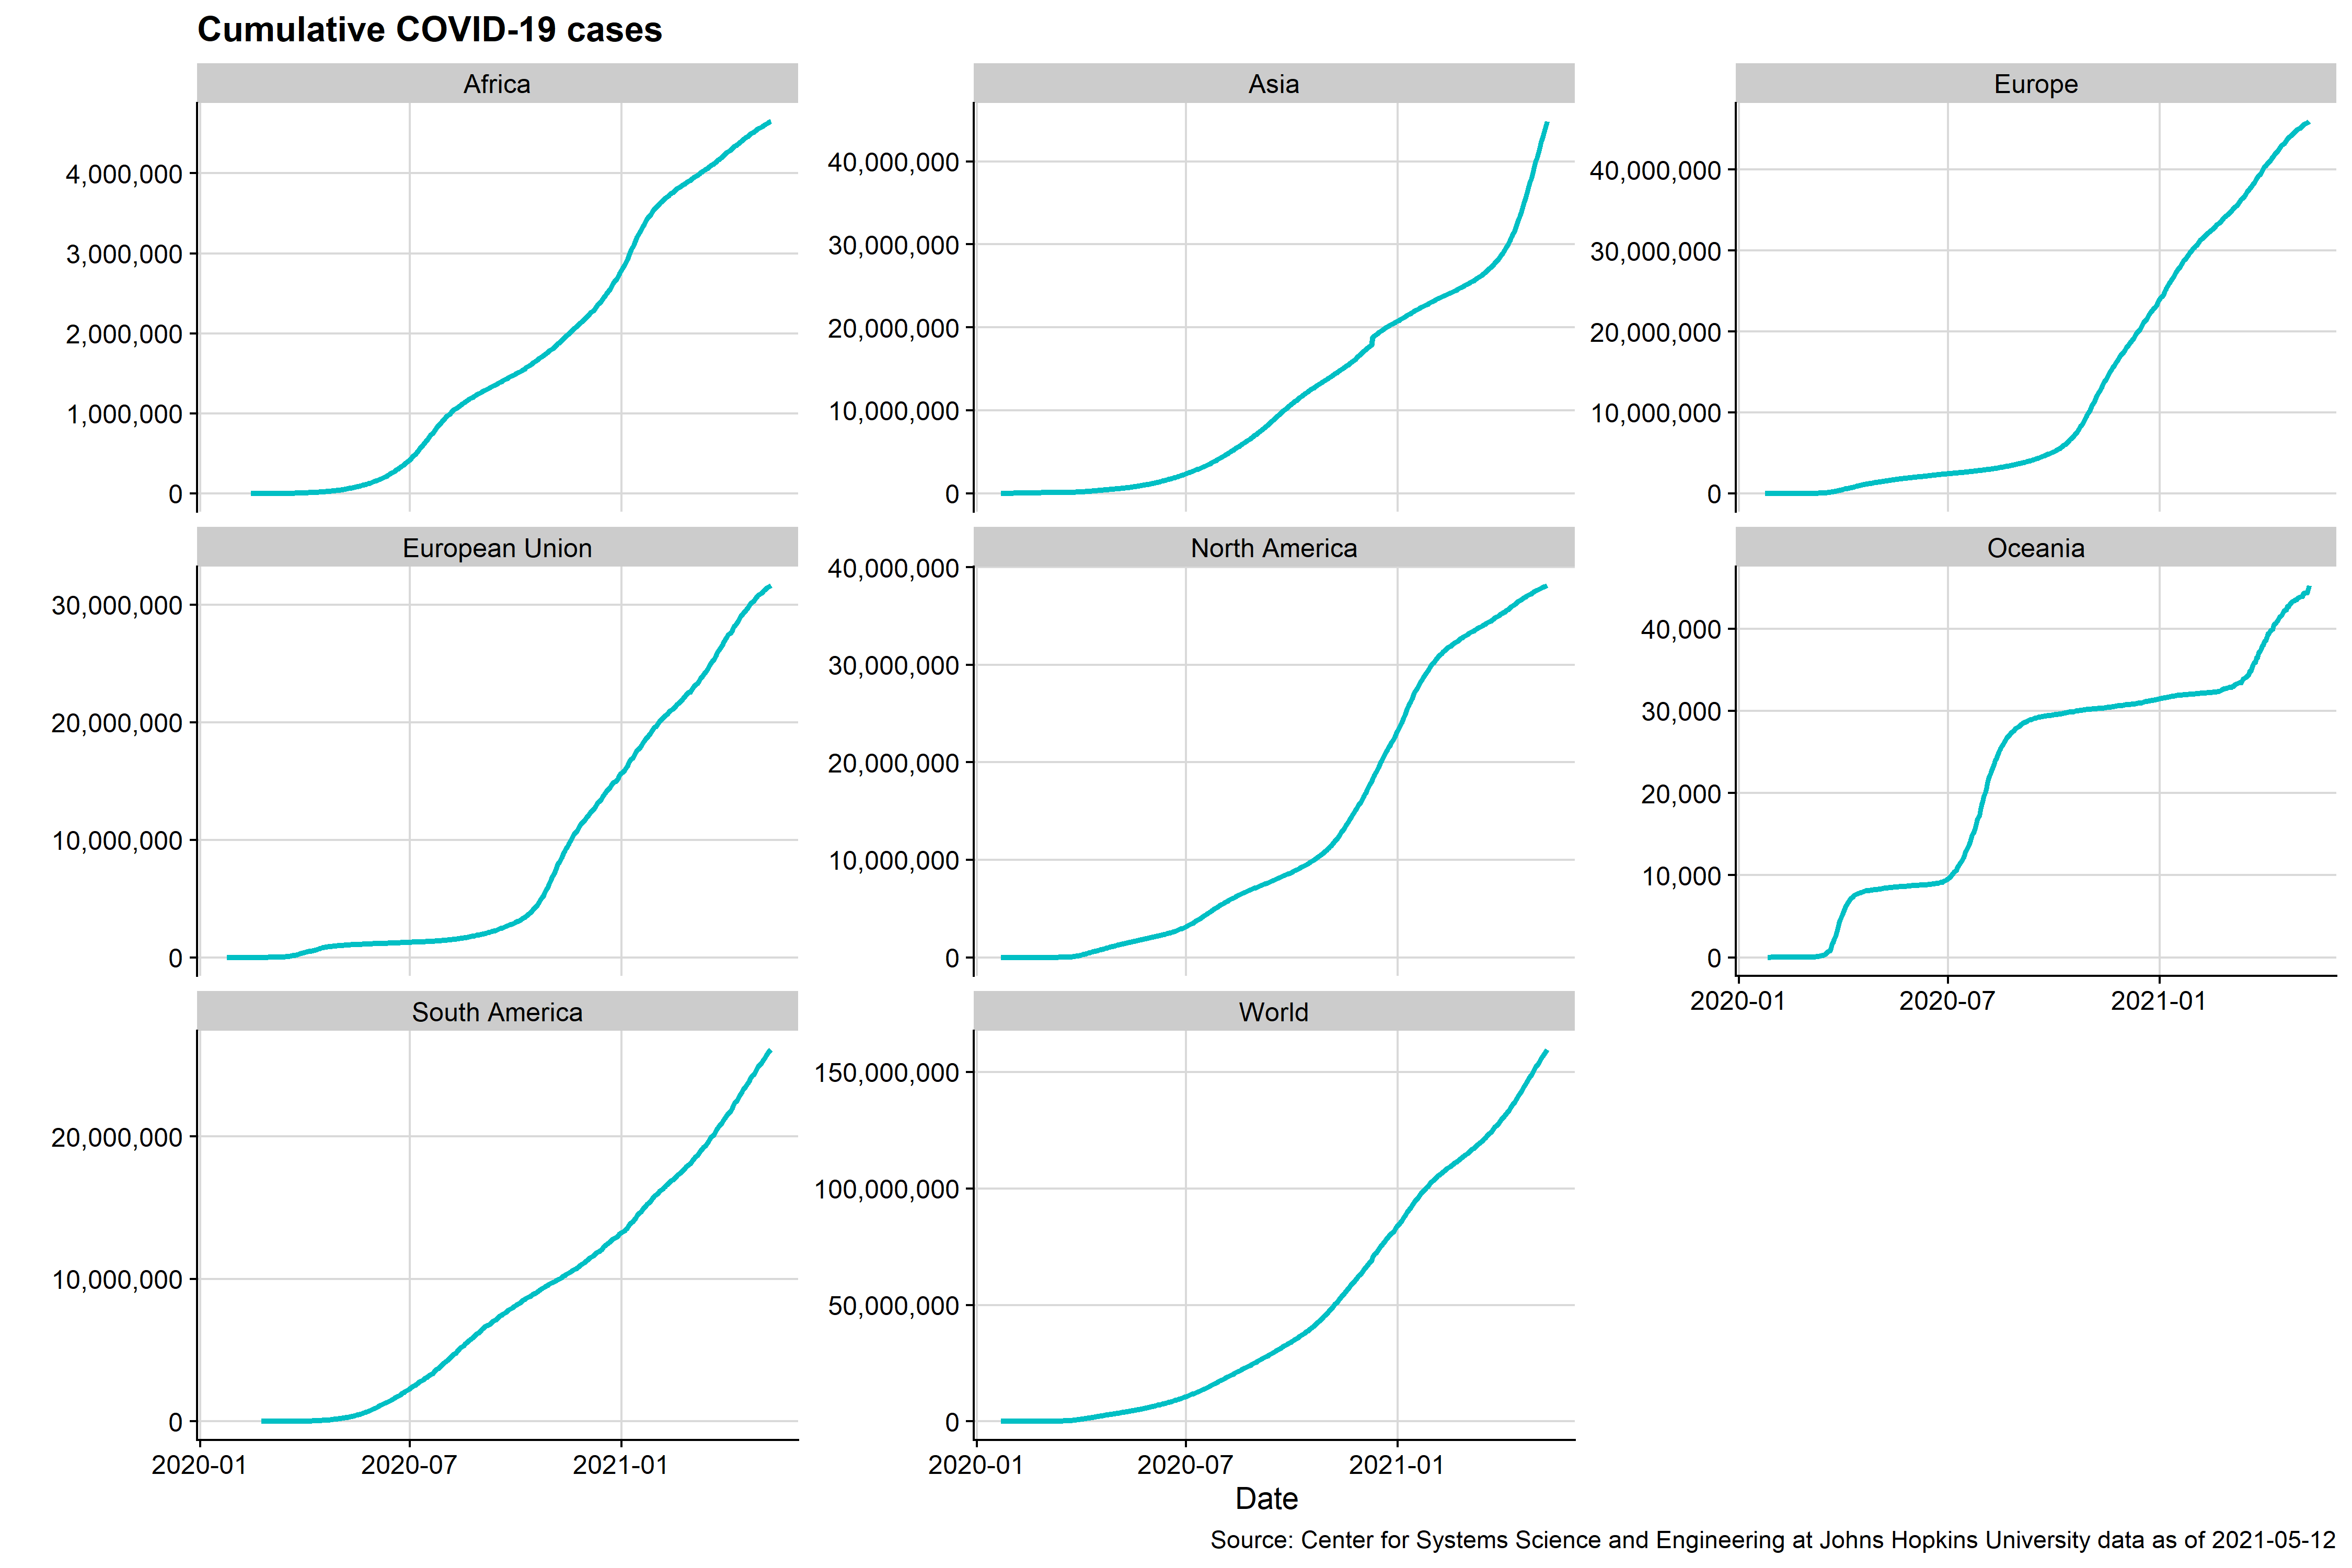 Cumulative COVID-19 cases
Africa
4,000,000
3,000,000
2,000,000
1,000,000
0
Asia
40,000,000
30,000,000
20,000,000
10,000,000
0
Europe
40,000,000
30,000,000
20,000,000
10,000,000
0
European Union
30,000,000
20,000,000
10,000,000
0
North America
40,000,000
30,000,000
20,000,000
10,000,000
0
Oceania
40,000
30,000
20,000
10,000
0
2020-01 2020-07 2021-01
South America
20,000,000
10,000,000
0
2020-01 2020-07 2021-01
World
150,000,000
100,000,000
50,000,000
0
2020-01 2020-07 2021-01
Date
Source: Center for Systems Science and Engineering at Johns Hopkins University data as of 2021-05-12